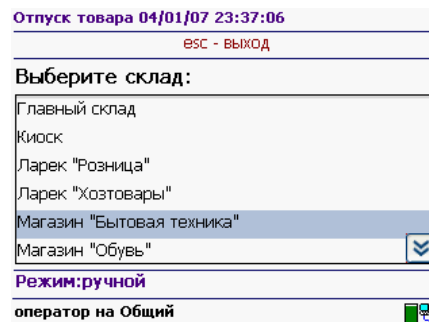 Отпуск товара 04/01/07 23:37:06
esc - выход
Выберите склад:
Главный склад
Киоск
Ларек "Розница"
Ларек "Хозтовары"
Магазин "Бытовая техника"
Магазин "Обувь"
Режим:ручной
оператор на Общий